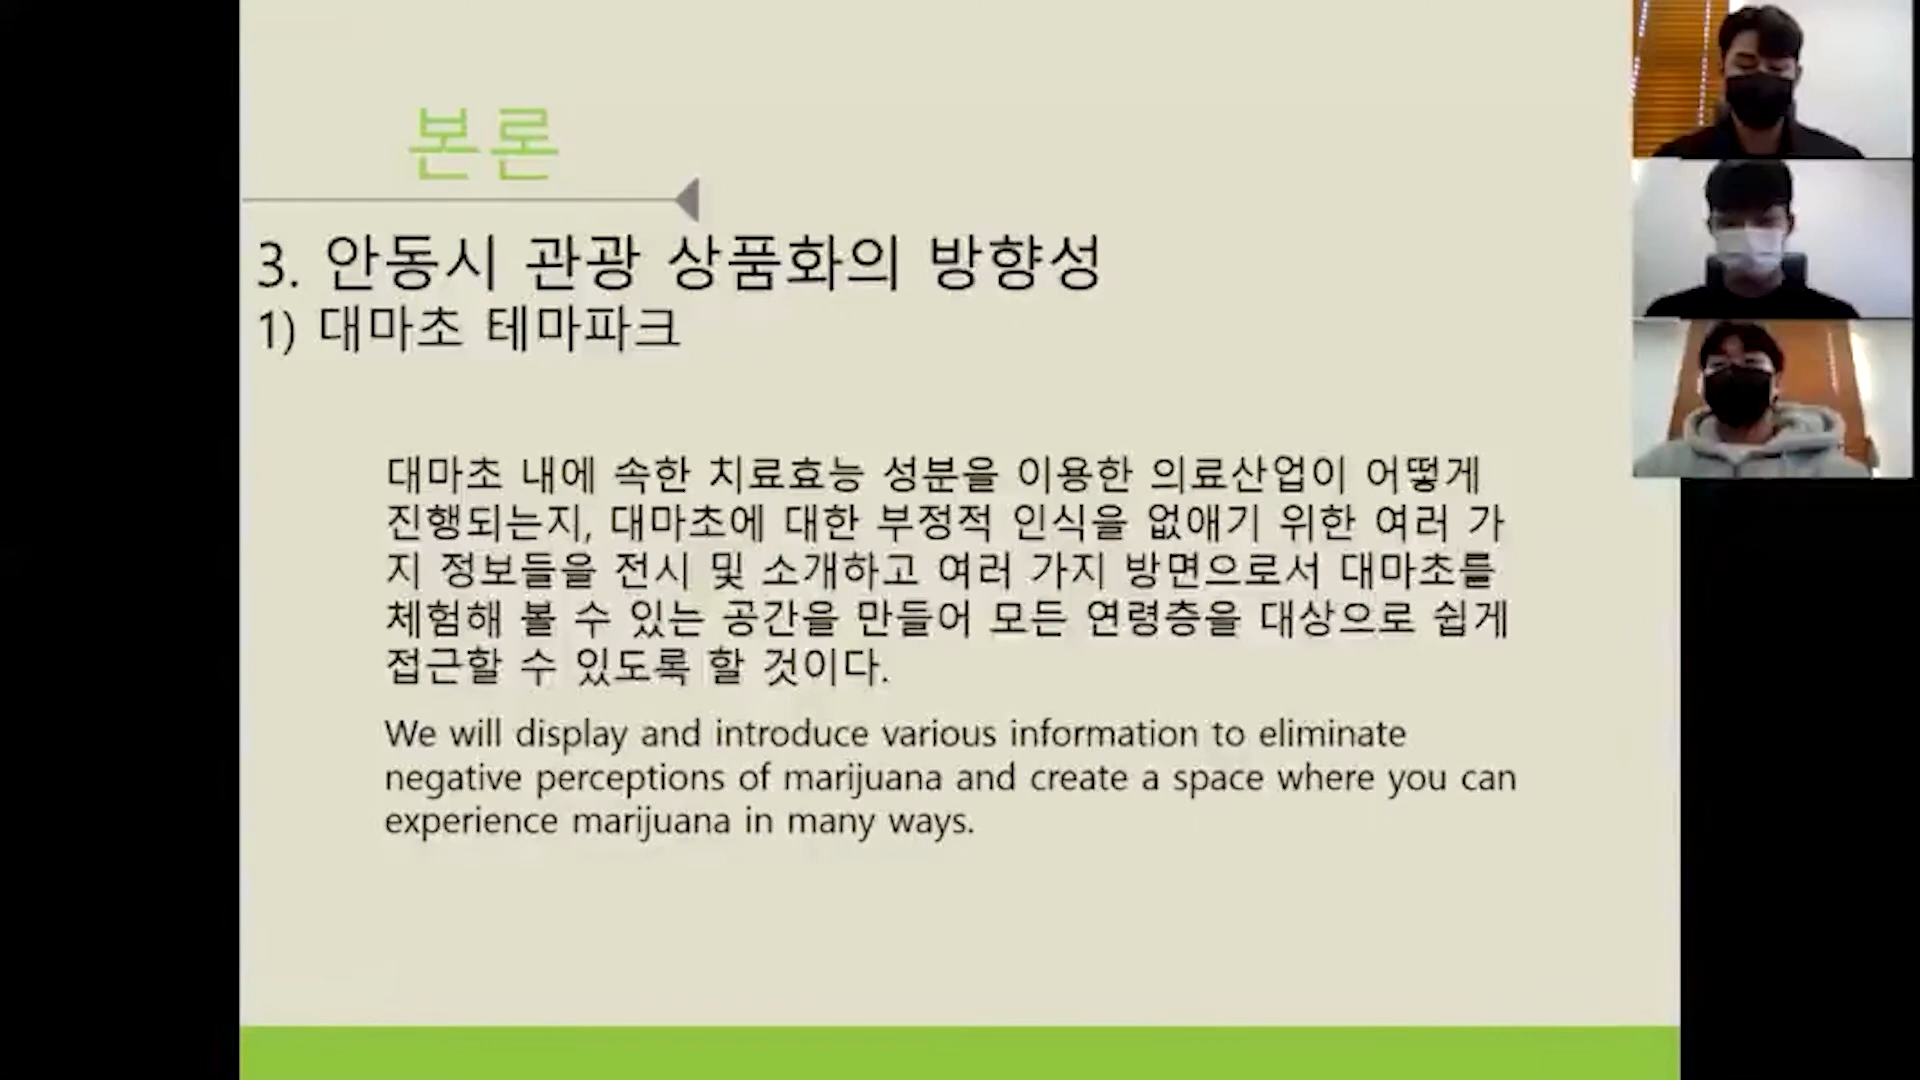 본론
3. 안동시 관광 상품화의 방향성
1) 대마초 테마파크
대마초 내에 속한 치료효능 성분을 이용한 의료산업이 어떻게
진행되는지, 대마초에 대한 부정적 인식을 없애기 위한 여러 가
지 정보들을 전시 및 소개하고 여러 가지 방면으로서 대마초를
체험해 볼 수 있는 공간을 만들어 모든 연령층을 대상으로 쉽게
접근할 수 있도록 할 것이다.
We will display and introduce various information to eliminate
negative perceptions of marijuana and create a space where you can
experience marijuana in many ways.